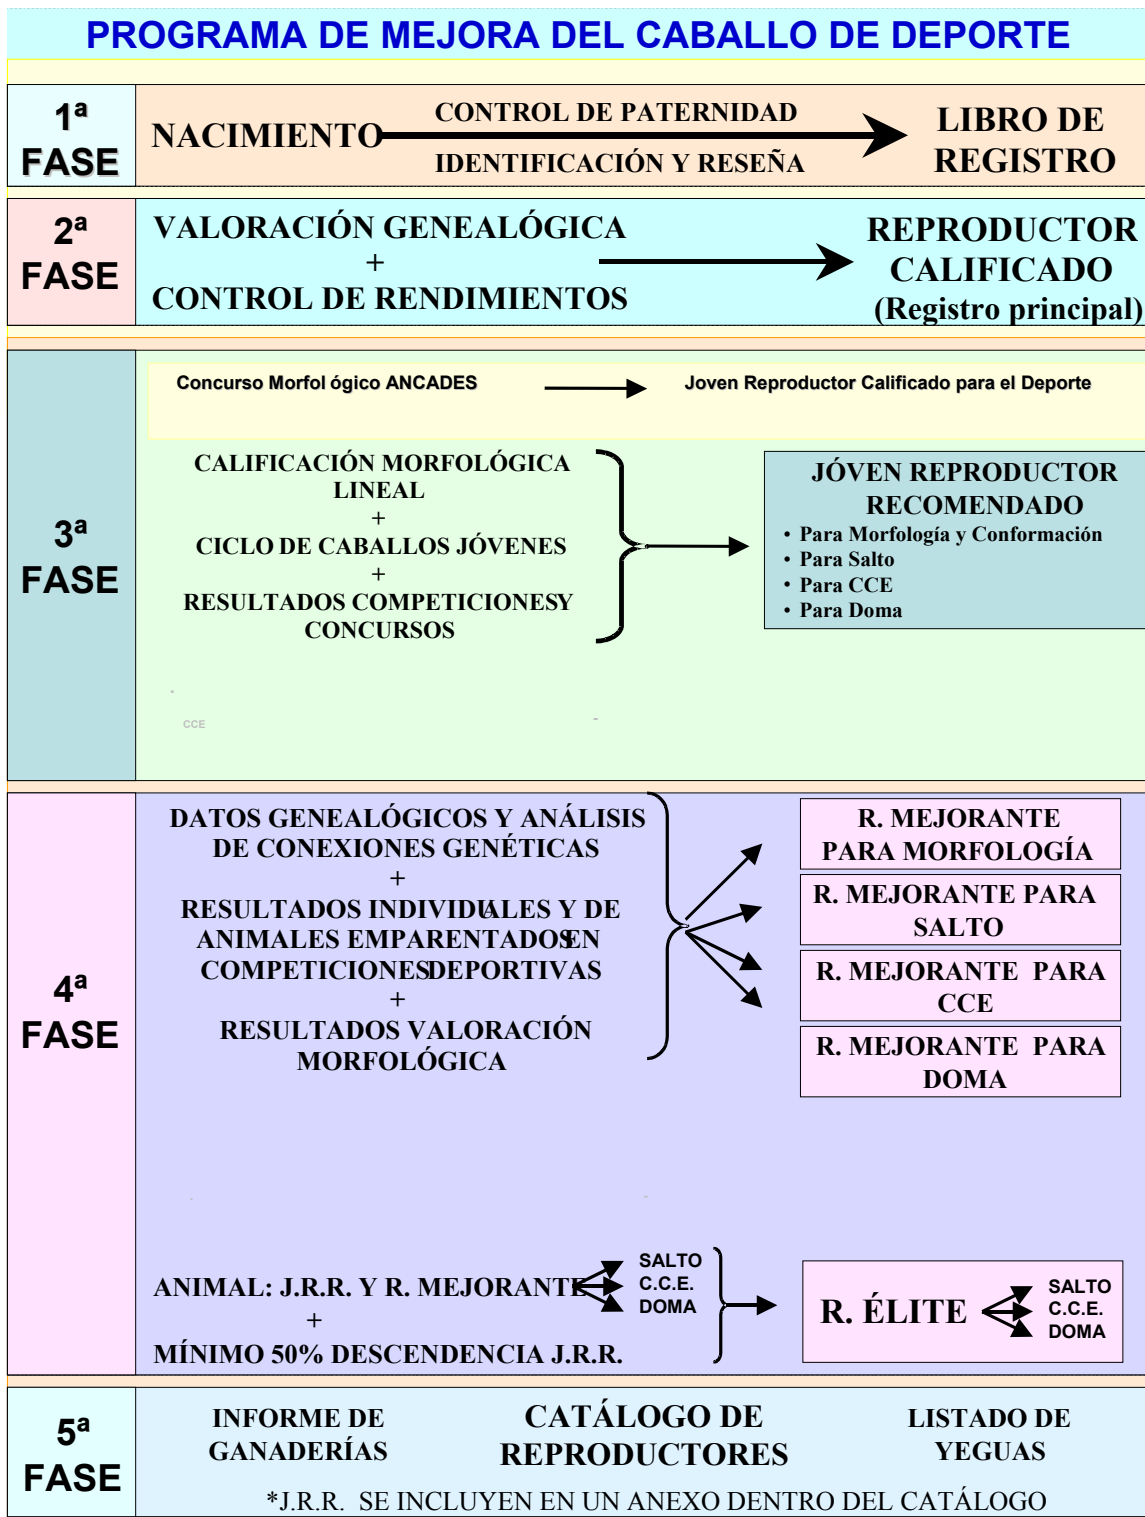 PROGRAMA DE MEJORA DEL CABALLO DE DEPORTE
1ª
FASE
NACIMIENTO
CONTROL DE PATERNIDAD
IDENTIFICACIÓN Y RESEÑA
LIBRO DE
REGISTRO
2ª
FASE
VALORACIÓN GENEALÓGICA
+
CONTROL DE RENDIMIENTOS
REPRODUCTOR
CALIFICADO
(Registro principal)
3ª
FASE
Concurso Morfol ógico ANCADES
Joven Reproductor Calificado para el Deporte
CALIFICACIÓN MORFOLÓGICA
LINEAL
+
CICLO DE CABALLOS JÓVENES
+
RESULTADOS COMPETICIONES Y
CONCURSOS
JÓVEN REPRODUCTOR
RECOMENDADO
• Para Morfología y Conformación
• Para Salto
• Para CCE
• Para Doma
CCE
4ª
FASE
DATOS GENEALÓGICOS Y ANÁLISIS
DE CONEXIONES GENÉTICAS
+
RESULTADOS INDIVIDUALES Y DE
ANIMALES EMPARENTADOS EN
COMPETICIONES DEPORTIVAS
+
RESULTADOS VALORACIÓN
MORFOLÓGICA
R. MEJORANTE
PARA MORFOLOGÍA
R. MEJORANTE PARA
SALTO
R. MEJORANTE PARA
CCE
R. MEJORANTE PARA
DOMA
ANIMAL: J.R.R. Y R. MEJORANTE
SALTO
C.C.E.
DOMA
+
MÍNIMO 50% DESCENDENCIA J.R.R.
R. ÉLITE
SALTO
C.C.E.
DOMA
5ª
FASE
INFORME DE
GANADERÍAS
CATÁLOGO DE
REPRODUCTORES
LISTADO DE
YEGUAS
*J.R.R. SE INCLUYEN EN UN ANEXO DENTRO DEL CATÁLOGO